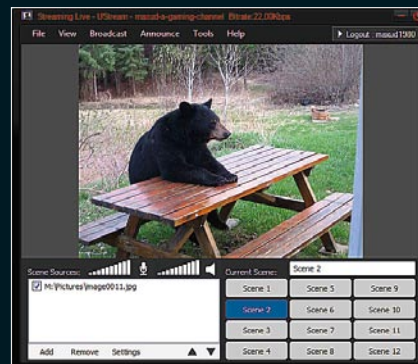 Streaming Live - UStream - masud-s-gaming-channel Bitrate:22.00Kbps
File View Broadcast Announce Tools Help Logout : masud1980
Scene Sources: Current Scene: Scene 2
M:\Pictures\image0011.jpg
Scene 1 Scene 5 Scene 9
Scene 2 Scene 6 Scene 10
Scene 3 Scene 7 Scene 11
Add Remove Settings Scene 4 Scene 8 Scene 12